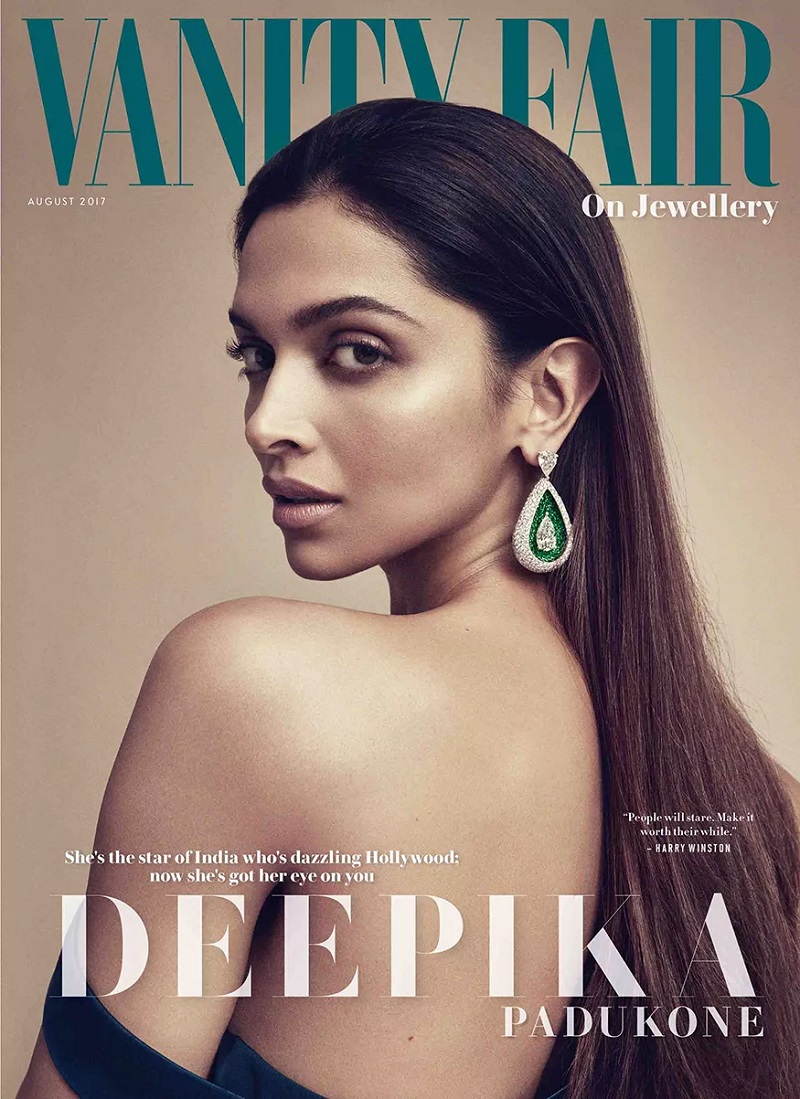 VANITY FAIR
AUGUST 2017
On Jewellery
“People will stare. Make it
worth their while.”
– HARRY WINSTON
She's the star of India who's dazzling Hollywood;
now she's got her eye on you
DEEPIKA
PADUKONE